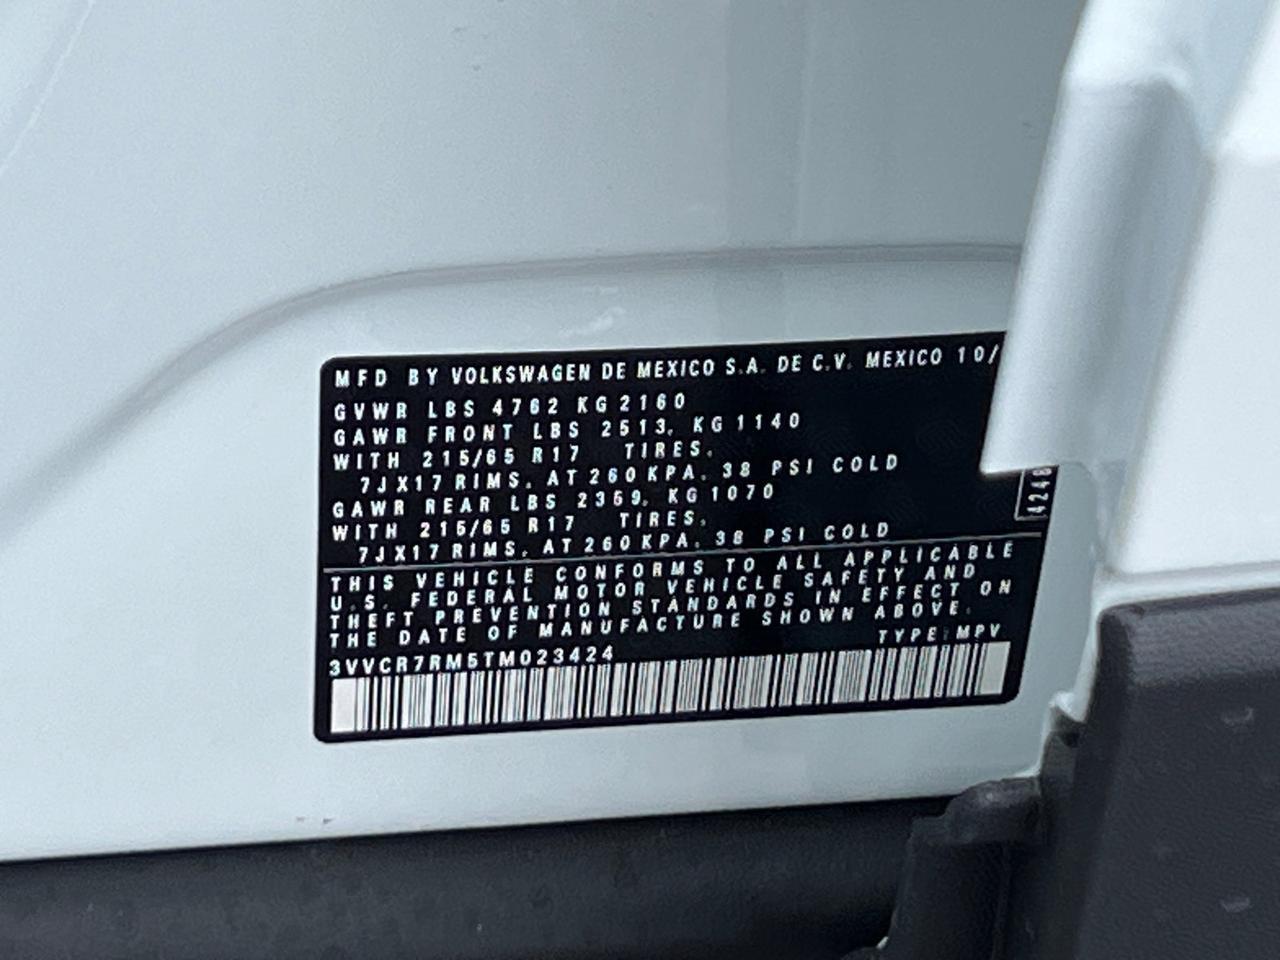 MFD BY VOLKSWAGEN DE MEXICO S.A. DE C.V. MEXICO 10/
GVWR LBS 4762 KG 2160
GAWR FRONT LBS 2513, KG 1140
WITH 215/65 R17 TIRES,
7JX17 RIMS, AT 260 KPA, 38 PSI COLD
GAWR REAR LBS 2359, KG 1070
WITH 215/65 R17 TIRES,
7JX17 RIMS, AT 260 KPA, 38 PSI COLD
THIS VEHICLE CONFORMS TO ALL APPLICABLE
U.S. FEDERAL MOTOR VEHICLE SAFETY AND
THEFT PREVENTION STANDARDS IN EFFECT ON
THE DATE OF MANUFACTURE SHOWN ABOVE.
TYPE: MPV
3VVCR7RM5TM023424